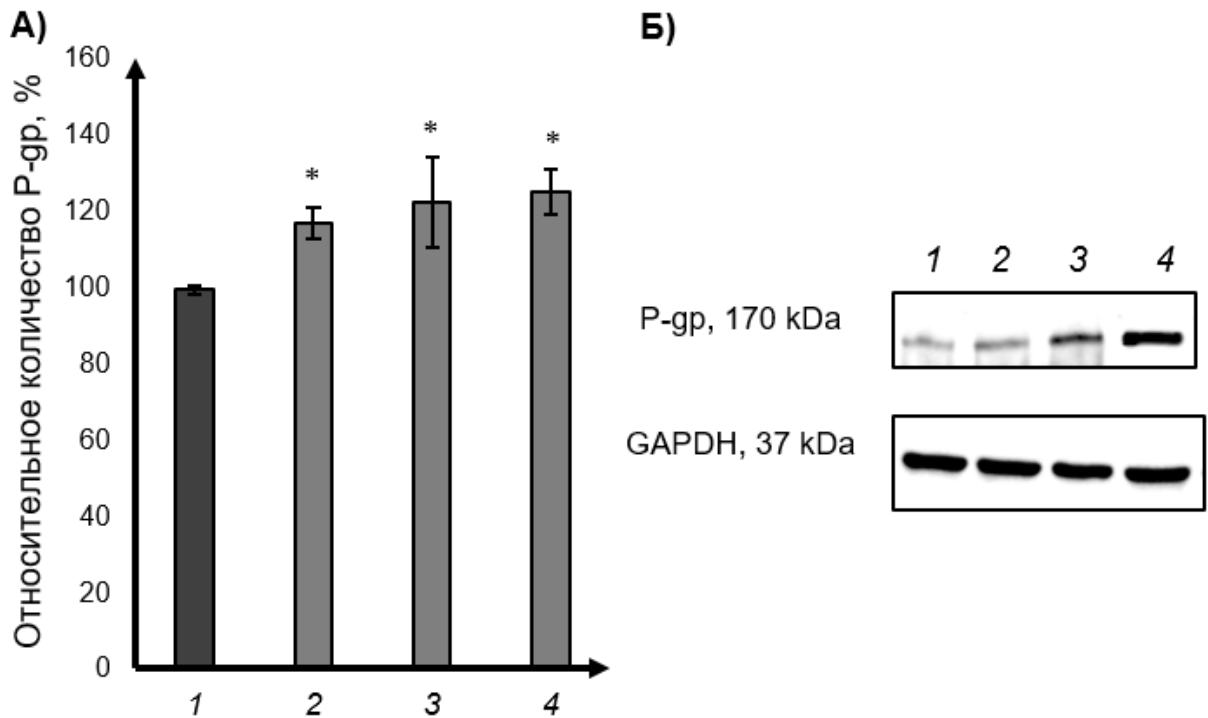 А)
Относительное количество P-gp, %
160
140
120
100
80
60
40
20
0
*
*
*
1 2 3 4
Б)
1 2 3 4
P-gp, 170 kDa
GAPDH, 37 kDa